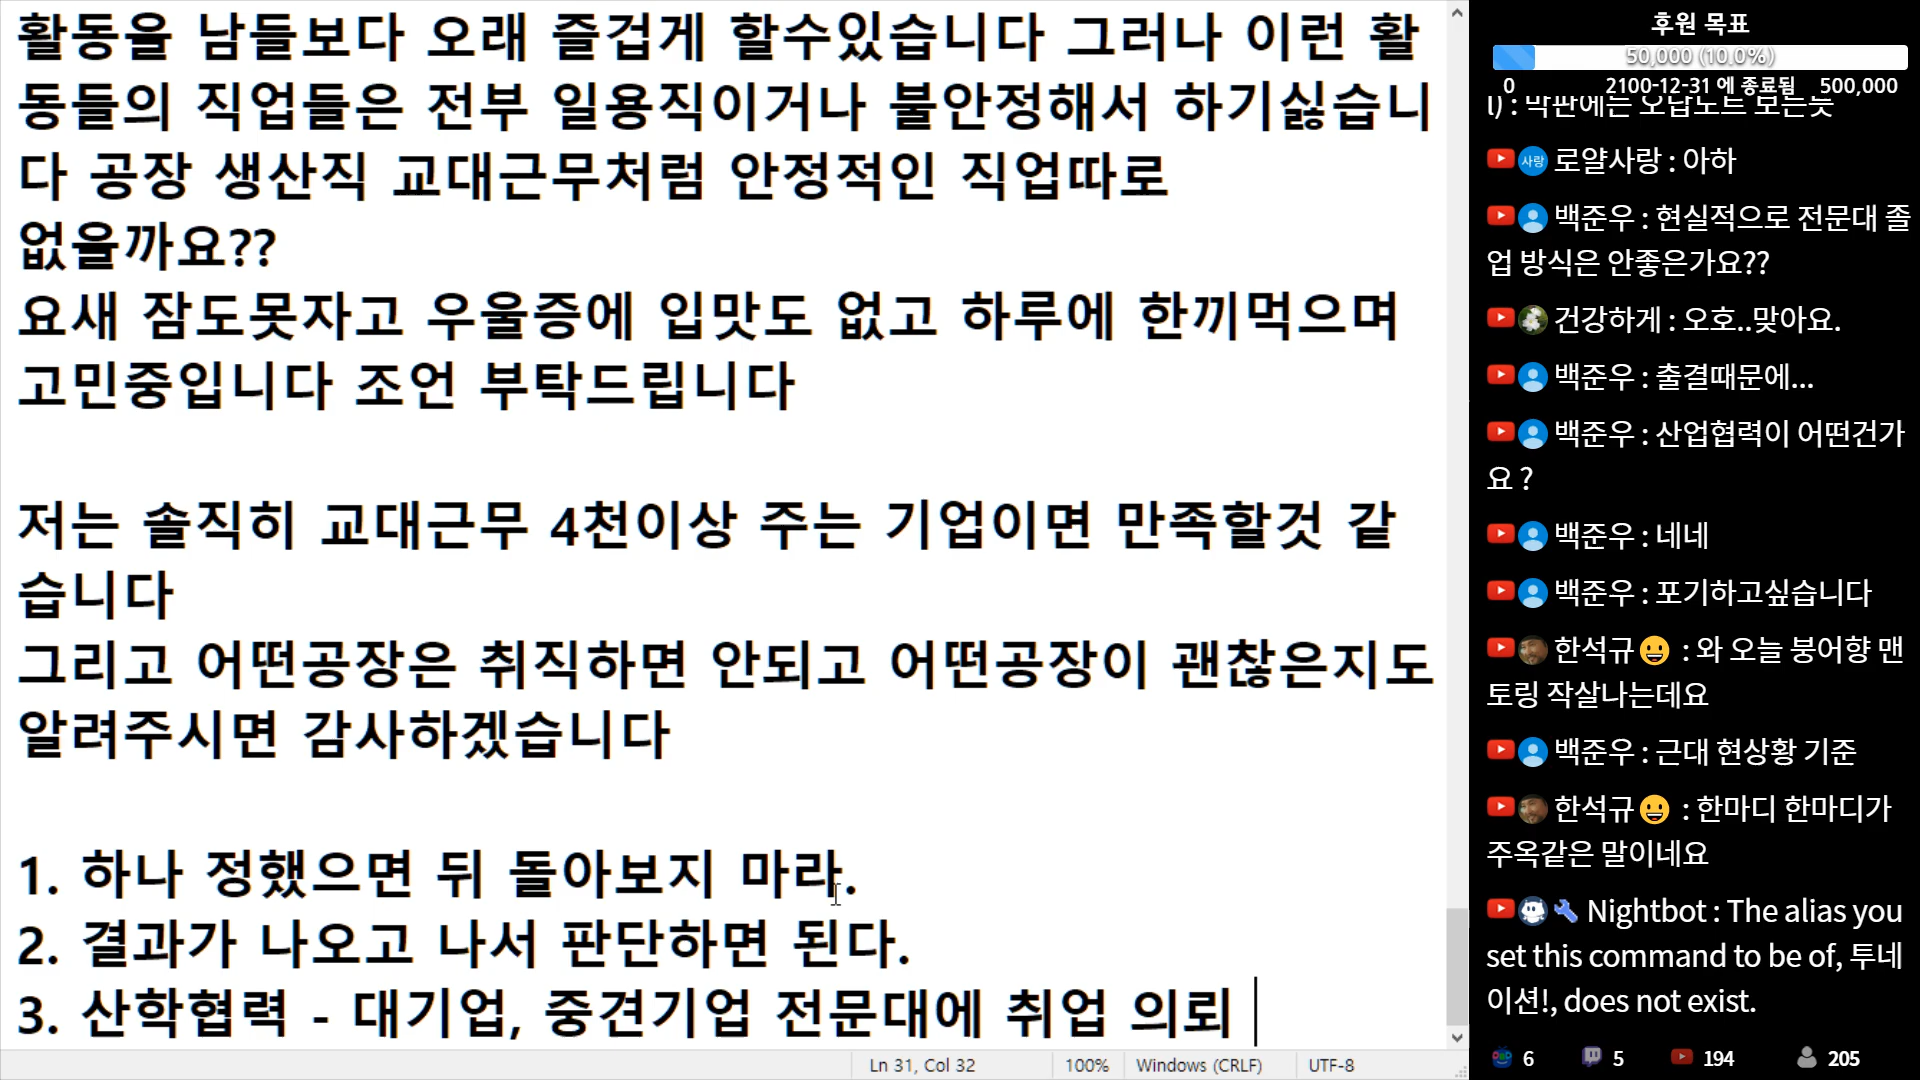 활동을 남들보다 오래 즐겁게 할수있습니다 그러나 이런 활
동들의 직업들은 전부 일용직이거나 불안정해서 하기싫습니
다 공장 생산직 교대근무처럼 안정적인 직업따로
없을까요??
요새 잠도못자고 우울증에 입맛도 없고 하루에 한끼먹으며
고민중입니다 조언 부탁드립니다
저는 솔직히 교대근무 4천이상 주는 기업이면 만족할것 같
습니다
그리고 어떤공장은 취직하면 안되고 어떤공장이 괜찮은지도
알려주시면 감사하겠습니다
1. 하나 정했으면 뒤 돌아보지 마라.
2. 결과가 나오고 나서 판단하면 된다.
3. 산학협력 - 대기업, 중견기업 전문대에 취업 의뢰
Ln 31, Col 32
100%
Windows (CRLF)
UTF-8
후원 목표
50,000 (10.0%)
0
2100-12-31 에 종료됨
500,000
: 막판에는 오답노트 보는듯
사랑 로얄사랑 : 아하
백준우 : 현실적으로 전문대 졸
업 방식은 안좋은가요??
건강하게 : 오호..맞아요.
백준우 : 출결때문에...
백준우 : 산업협력이 어떤건가
요 ?
백준우 : 네네
백준우 : 포기하고싶습니다
한석규😀 : 와 오늘 붕어향 맨
토링 작살나는데요
백준우 : 근대 현상황 기준
한석규😀 : 한마디 한마디가
주옥같은 말이네요
Nightbot : The alias you
set this command to be of, 투네
이션!, does not exist.
6
5
194
205